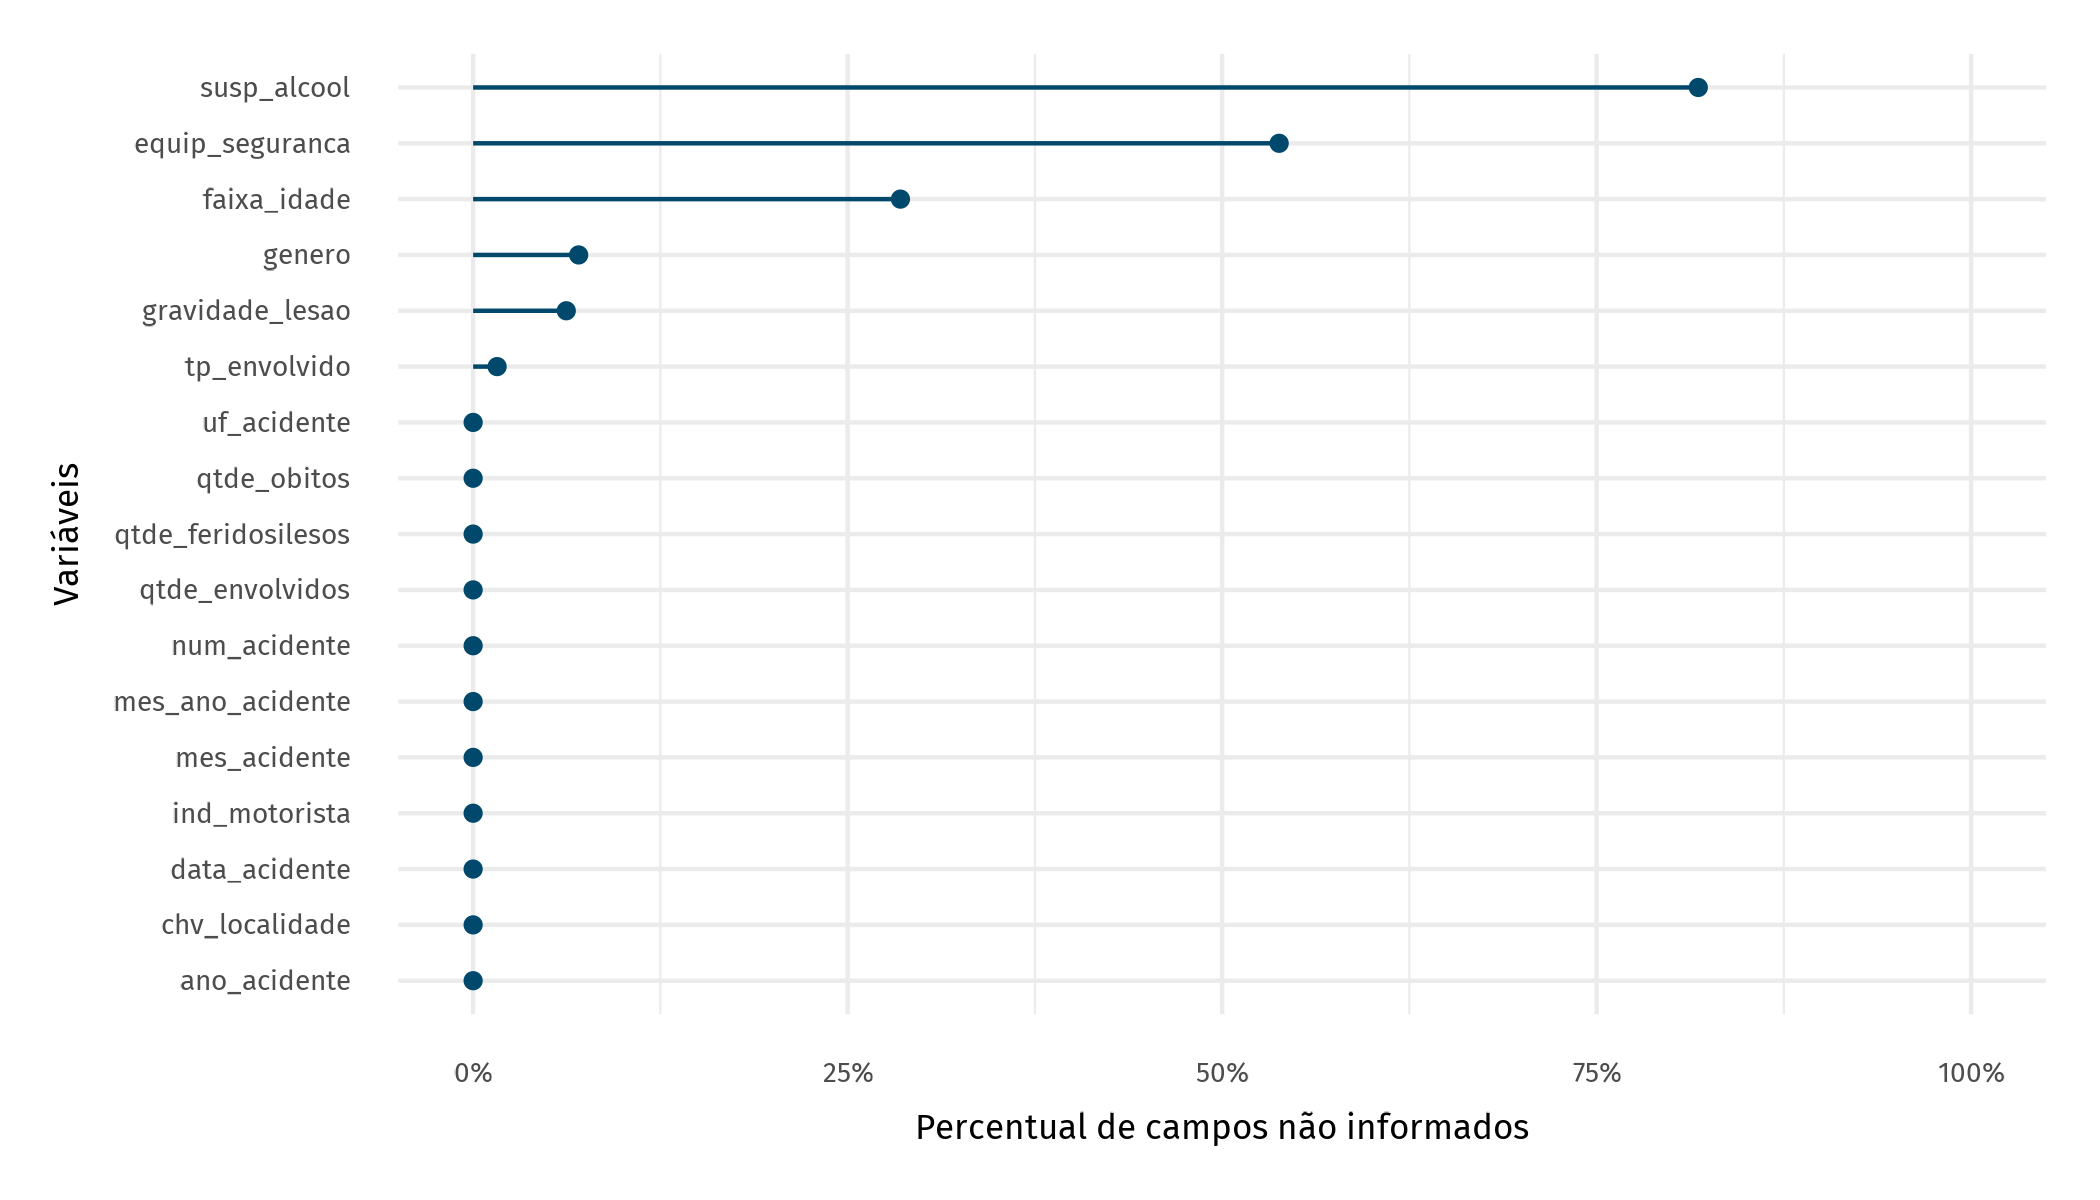 susp_alcool
equip_seguranca
faixa_idade
genero
gravidade_lesao
tp_envolvido
uf_acidente
qtde_obitos
qtde_feridosilesos
qtde_envolvidos
num_acidente
mes_ano_acidente
mes_acidente
ind_motorista
data_acidente
chv_localidade
ano_acidente
Variáveis
0% 25% 50% 75% 100%
Percentual de campos não informados